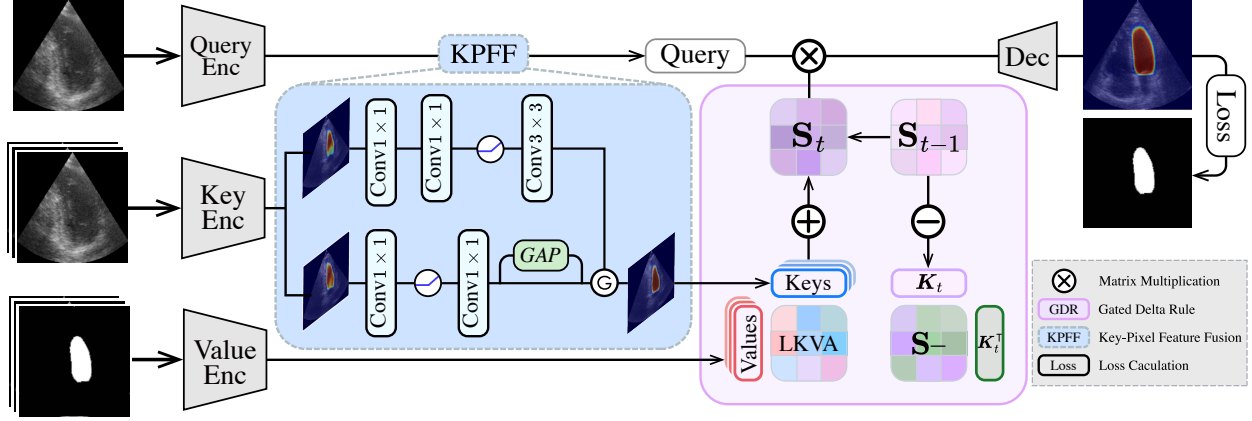 Query
Enc
KPFF
Query
Dec
Loss
Conv1 × 1
Conv1 × 1
Conv3 × 3
S_t
S_{t−1}
Key
Enc
Conv1 × 1
Conv1 × 1
GAP
G
Keys
K_t
Values
LKVA
S−
K_t^⊤
Value
Enc
Matrix Multiplication
GDR Gated Delta Rule
KPFF Key-Pixel Feature Fusion
Loss Loss Caculation